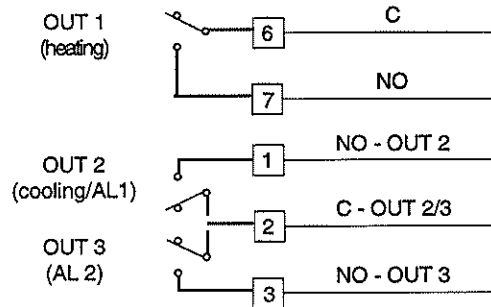 OUT 1
(heating)
6
C
7
NO
OUT 2
(cooling/AL1)
1
NO - OUT 2
2
C - OUT 2/3
OUT 3
(AL 2)
3
NO - OUT 3